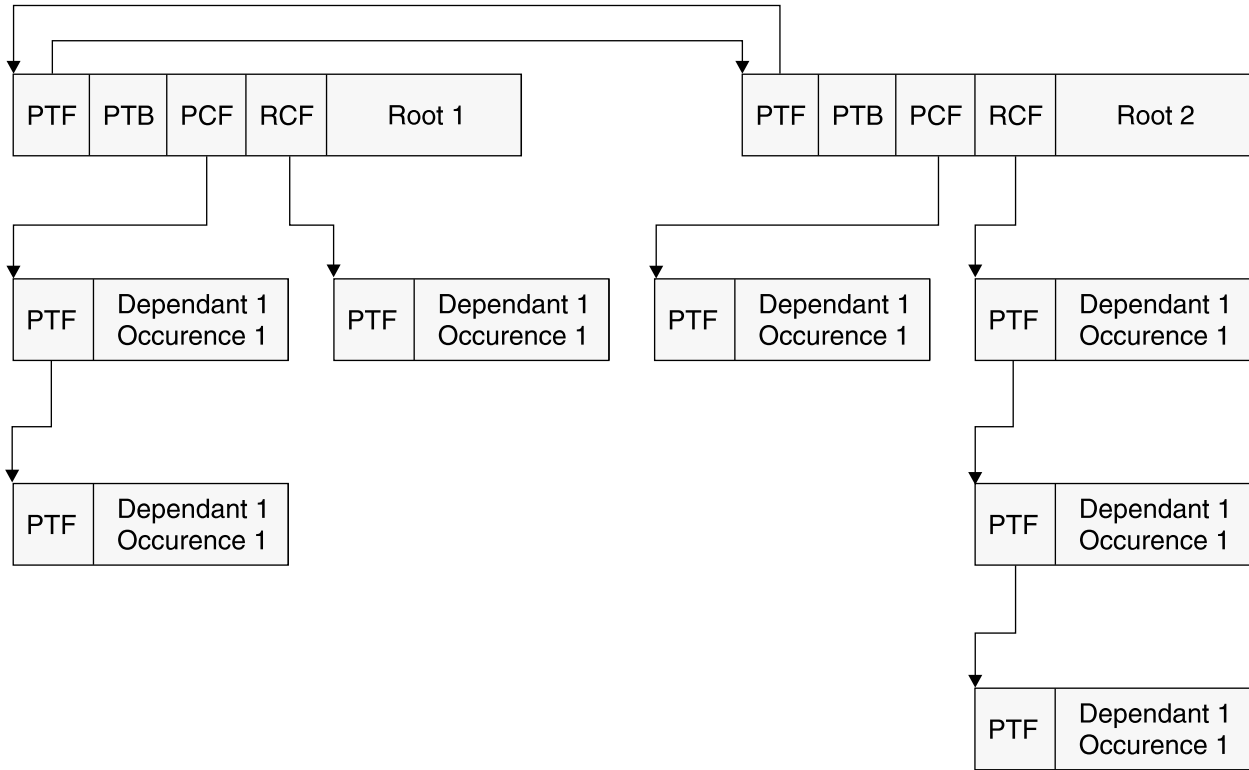 PTF PTB PCF RCF Root 1
PTF PTB PCF RCF Root 2
PTF
Dependant 1
Occurence 1
PTF
Dependant 1
Occurence 1
PTF
Dependant 1
Occurence 1
PTF
Dependant 1
Occurence 1
PTF
Dependant 1
Occurence 1
PTF
Dependant 1
Occurence 1
PTF
Dependant 1
Occurence 1